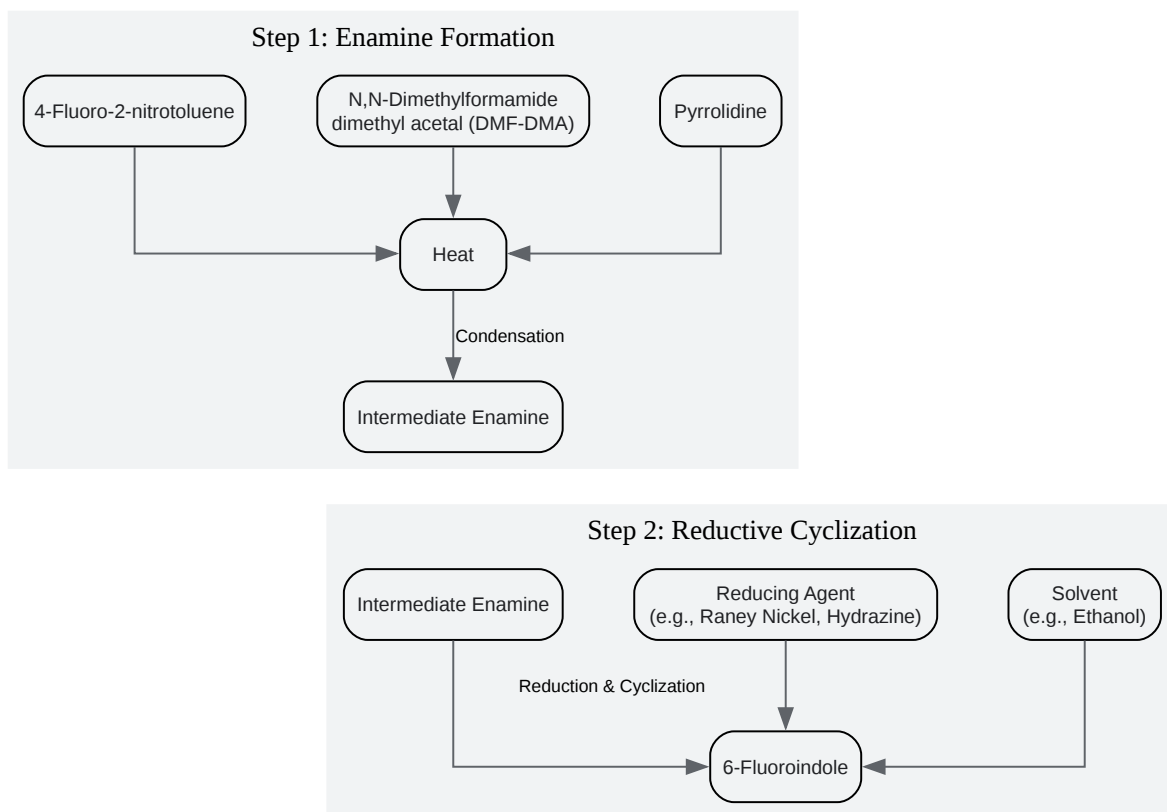 Step 1: Enamine Formation
4-Fluoro-2-nitrotoluene
N,N-Dimethylformamide
dimethyl acetal (DMF-DMA)
Pyrrolidine
Heat
Condensation
Intermediate Enamine
Step 2: Reductive Cyclization
Intermediate Enamine
Reducing Agent
(e.g., Raney Nickel, Hydrazine)
Solvent
(e.g., Ethanol)
Reduction & Cyclization
6-Fluoroindole